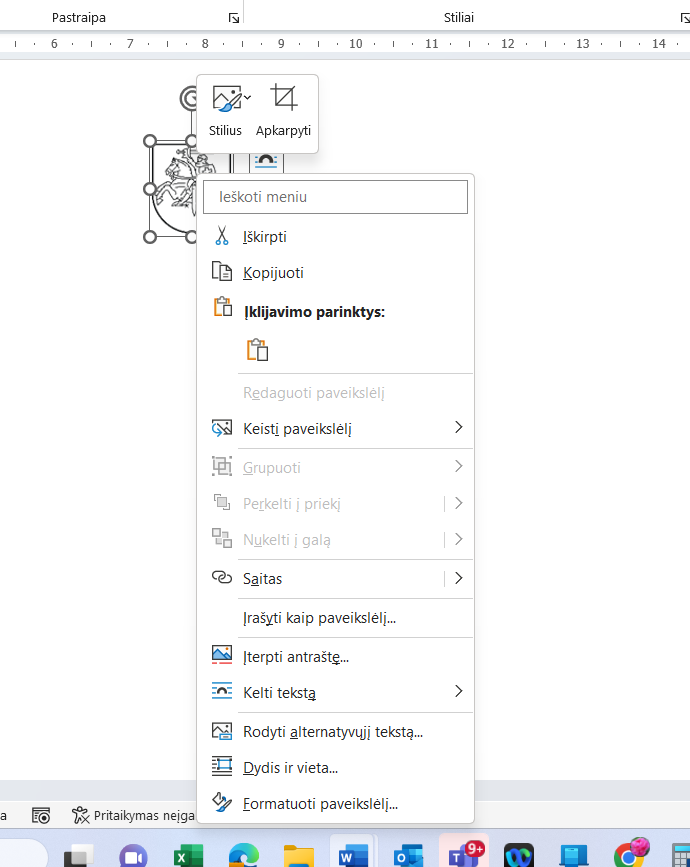 Pastraipa
Stiliai
6 7 8 9 10 11 12 13 14
Stilius
Apkarpyti
Ieškoti meniu
Iškirpti
Kopijuoti
Įklijavimo parinktys:
Redaguoti paveikslėlį
Keisti paveikslėlį
Grupuoti
Perkelti į priekį
Nukelti į galą
Saitas
Įrašyti kaip paveikslėlį...
Įterpti antraštę...
Kelti tekstą
Rodyti alternatyvųjį tekstą...
Dydis ir vieta...
Formatuoti paveikslėlį...
a
Pritaikymas neįga
X
W
O
T
9+